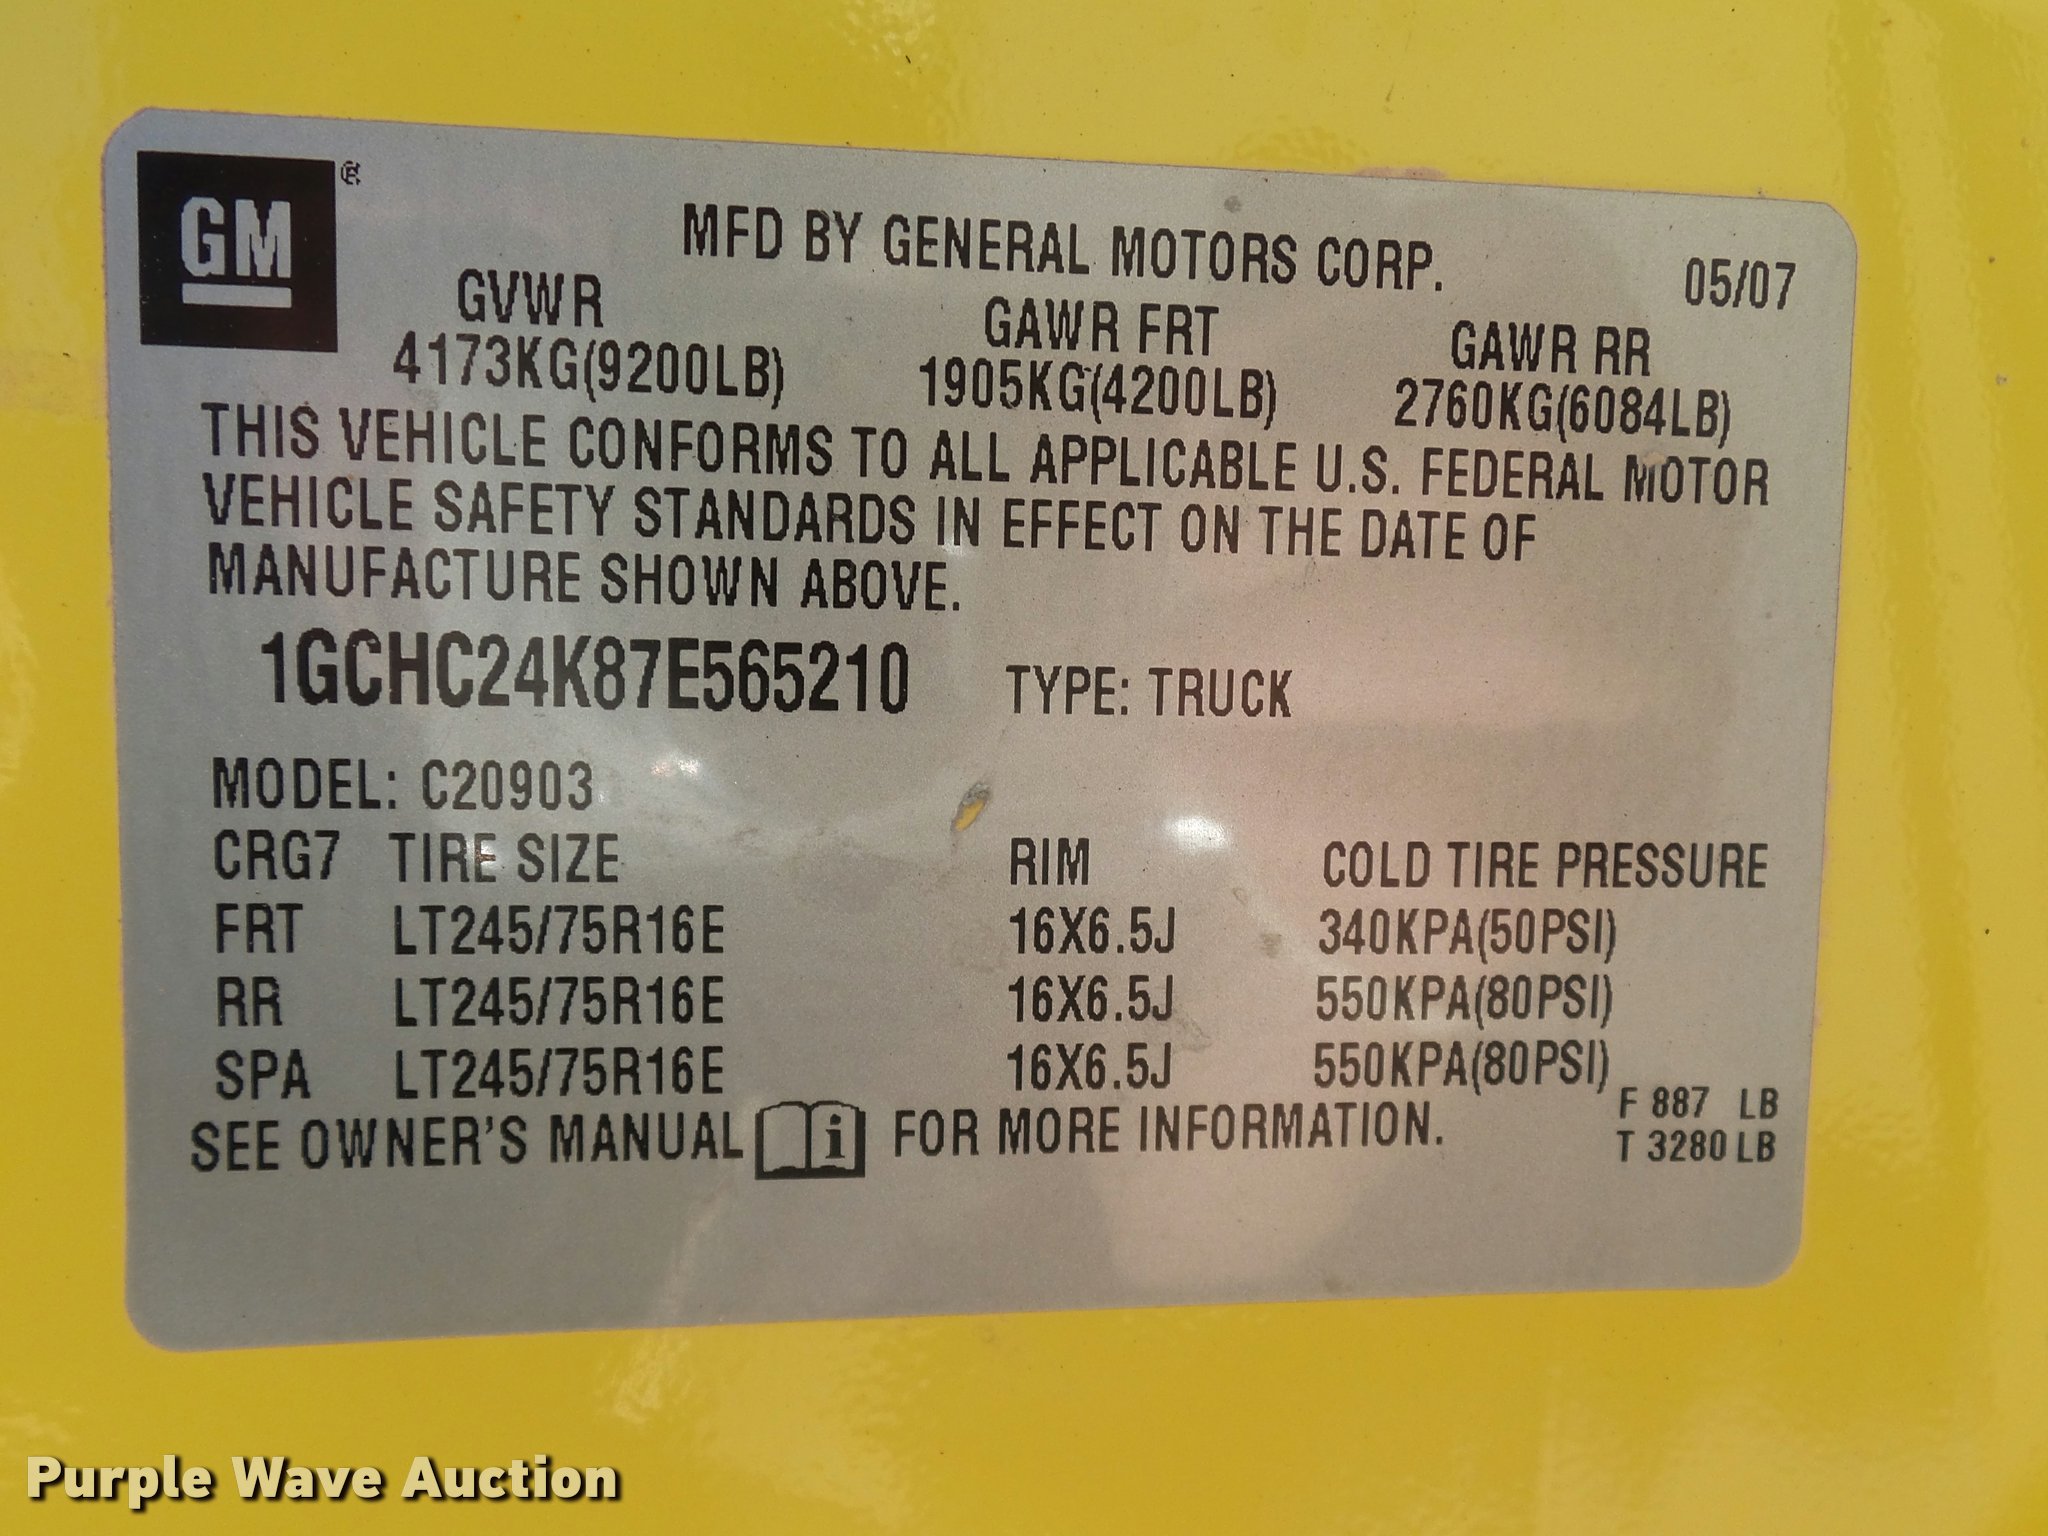 GM ®
MFD BY GENERAL MOTORS CORP. 05/07
GVWR GAWR FRT GAWR RR
4173KG(9200LB) 1905KG(4200LB) 2760KG(6084LB)
THIS VEHICLE CONFORMS TO ALL APPLICABLE U.S. FEDERAL MOTOR
VEHICLE SAFETY STANDARDS IN EFFECT ON THE DATE OF
MANUFACTURE SHOWN ABOVE.
1GCHC24K87E565210 TYPE: TRUCK
MODEL: C20903
CRG7 TIRE SIZE RIM COLD TIRE PRESSURE
FRT LT245/75R16E 16X6.5J 340KPA(50PSI)
RR LT245/75R16E 16X6.5J 550KPA(80PSI)
SPA LT245/75R16E 16X6.5J 550KPA(80PSI)
SEE OWNER'S MANUAL i FOR MORE INFORMATION.
F 887 LB
T 3280 LB
Purple Wave Auction